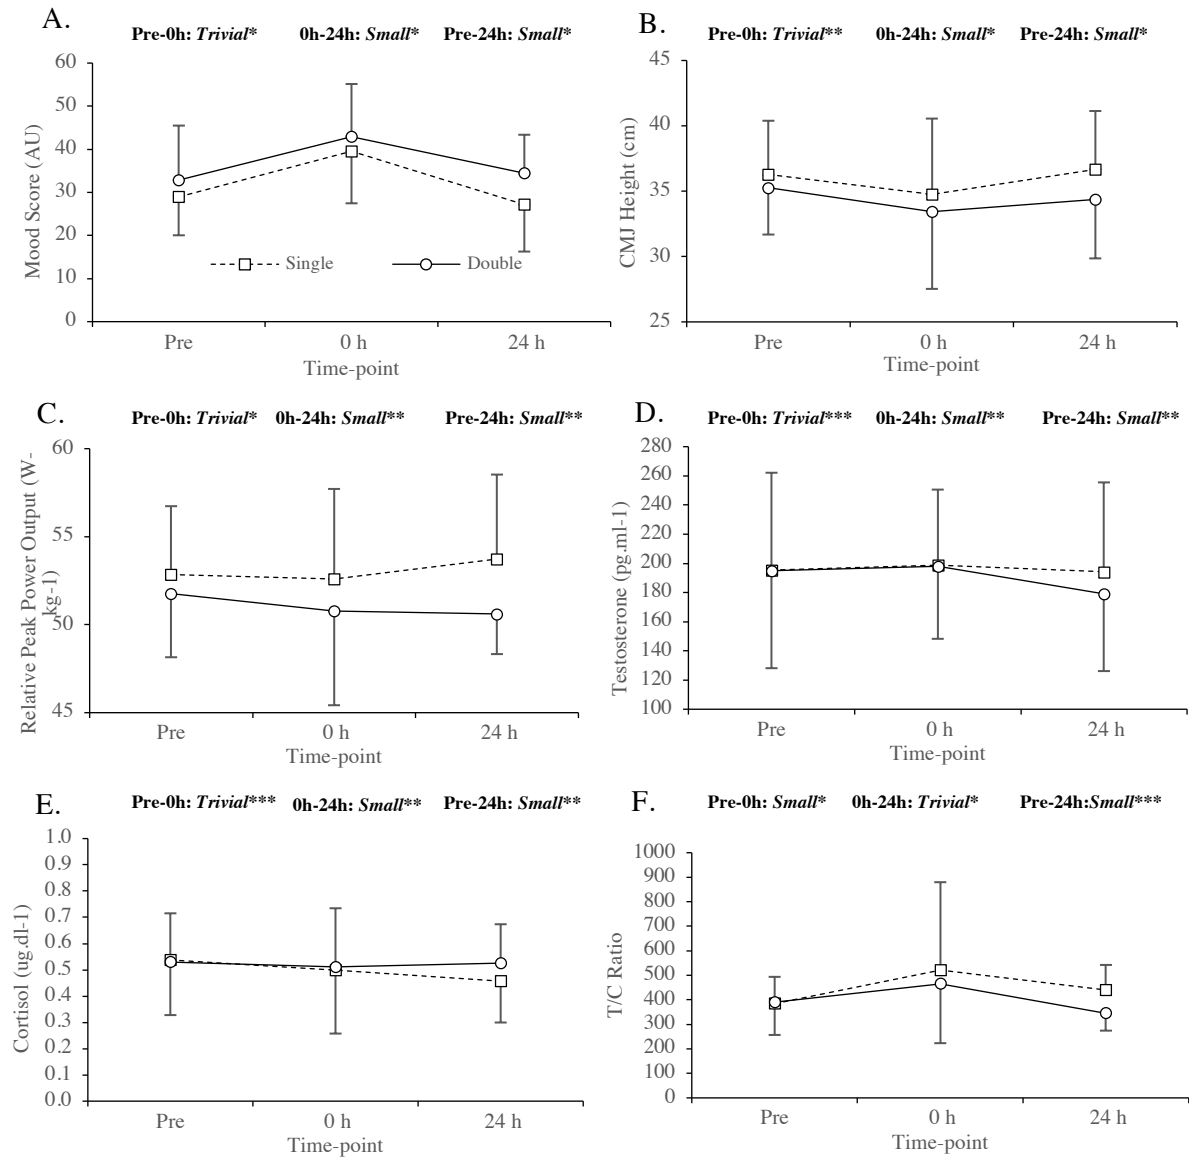 A.
Pre-0h: Trivial* 0h-24h: Small* Pre-24h: Small*
Mood Score (AU)
60
50
40
30
20
10
0
Single Double
Pre 0 h 24 h
Time-point
B.
Pre-0h: Trivial** 0h-24h: Small* Pre-24h: Small*
CMJ Height (cm)
45
40
35
30
25
Pre 0 h 24 h
Time-point
C.
Pre-0h: Trivial* 0h-24h: Small** Pre-24h: Small**
Relative Peak Power Output (W-
kg-1)
60
55
50
45
Pre 0 h 24 h
Time-point
D.
Pre-0h: Trivial*** 0h-24h: Small** Pre-24h: Small**
Testosterone (pg.ml-1)
280
260
240
220
200
180
160
140
120
100
Pre 0 h 24 h
Time-point
E.
Pre-0h: Trivial*** 0h-24h: Small** Pre-24h: Small**
Cortisol (ug.dl-1)
1.0
0.9
0.8
0.7
0.6
0.5
0.4
0.3
0.2
0.1
0.0
Pre 0 h 24 h
Time-point
F.
Pre-0h: Small* 0h-24h: Trivial* Pre-24h:Small***
T/C Ratio
1000
900
800
700
600
500
400
300
200
100
0
Pre 0 h 24 h
Time-point